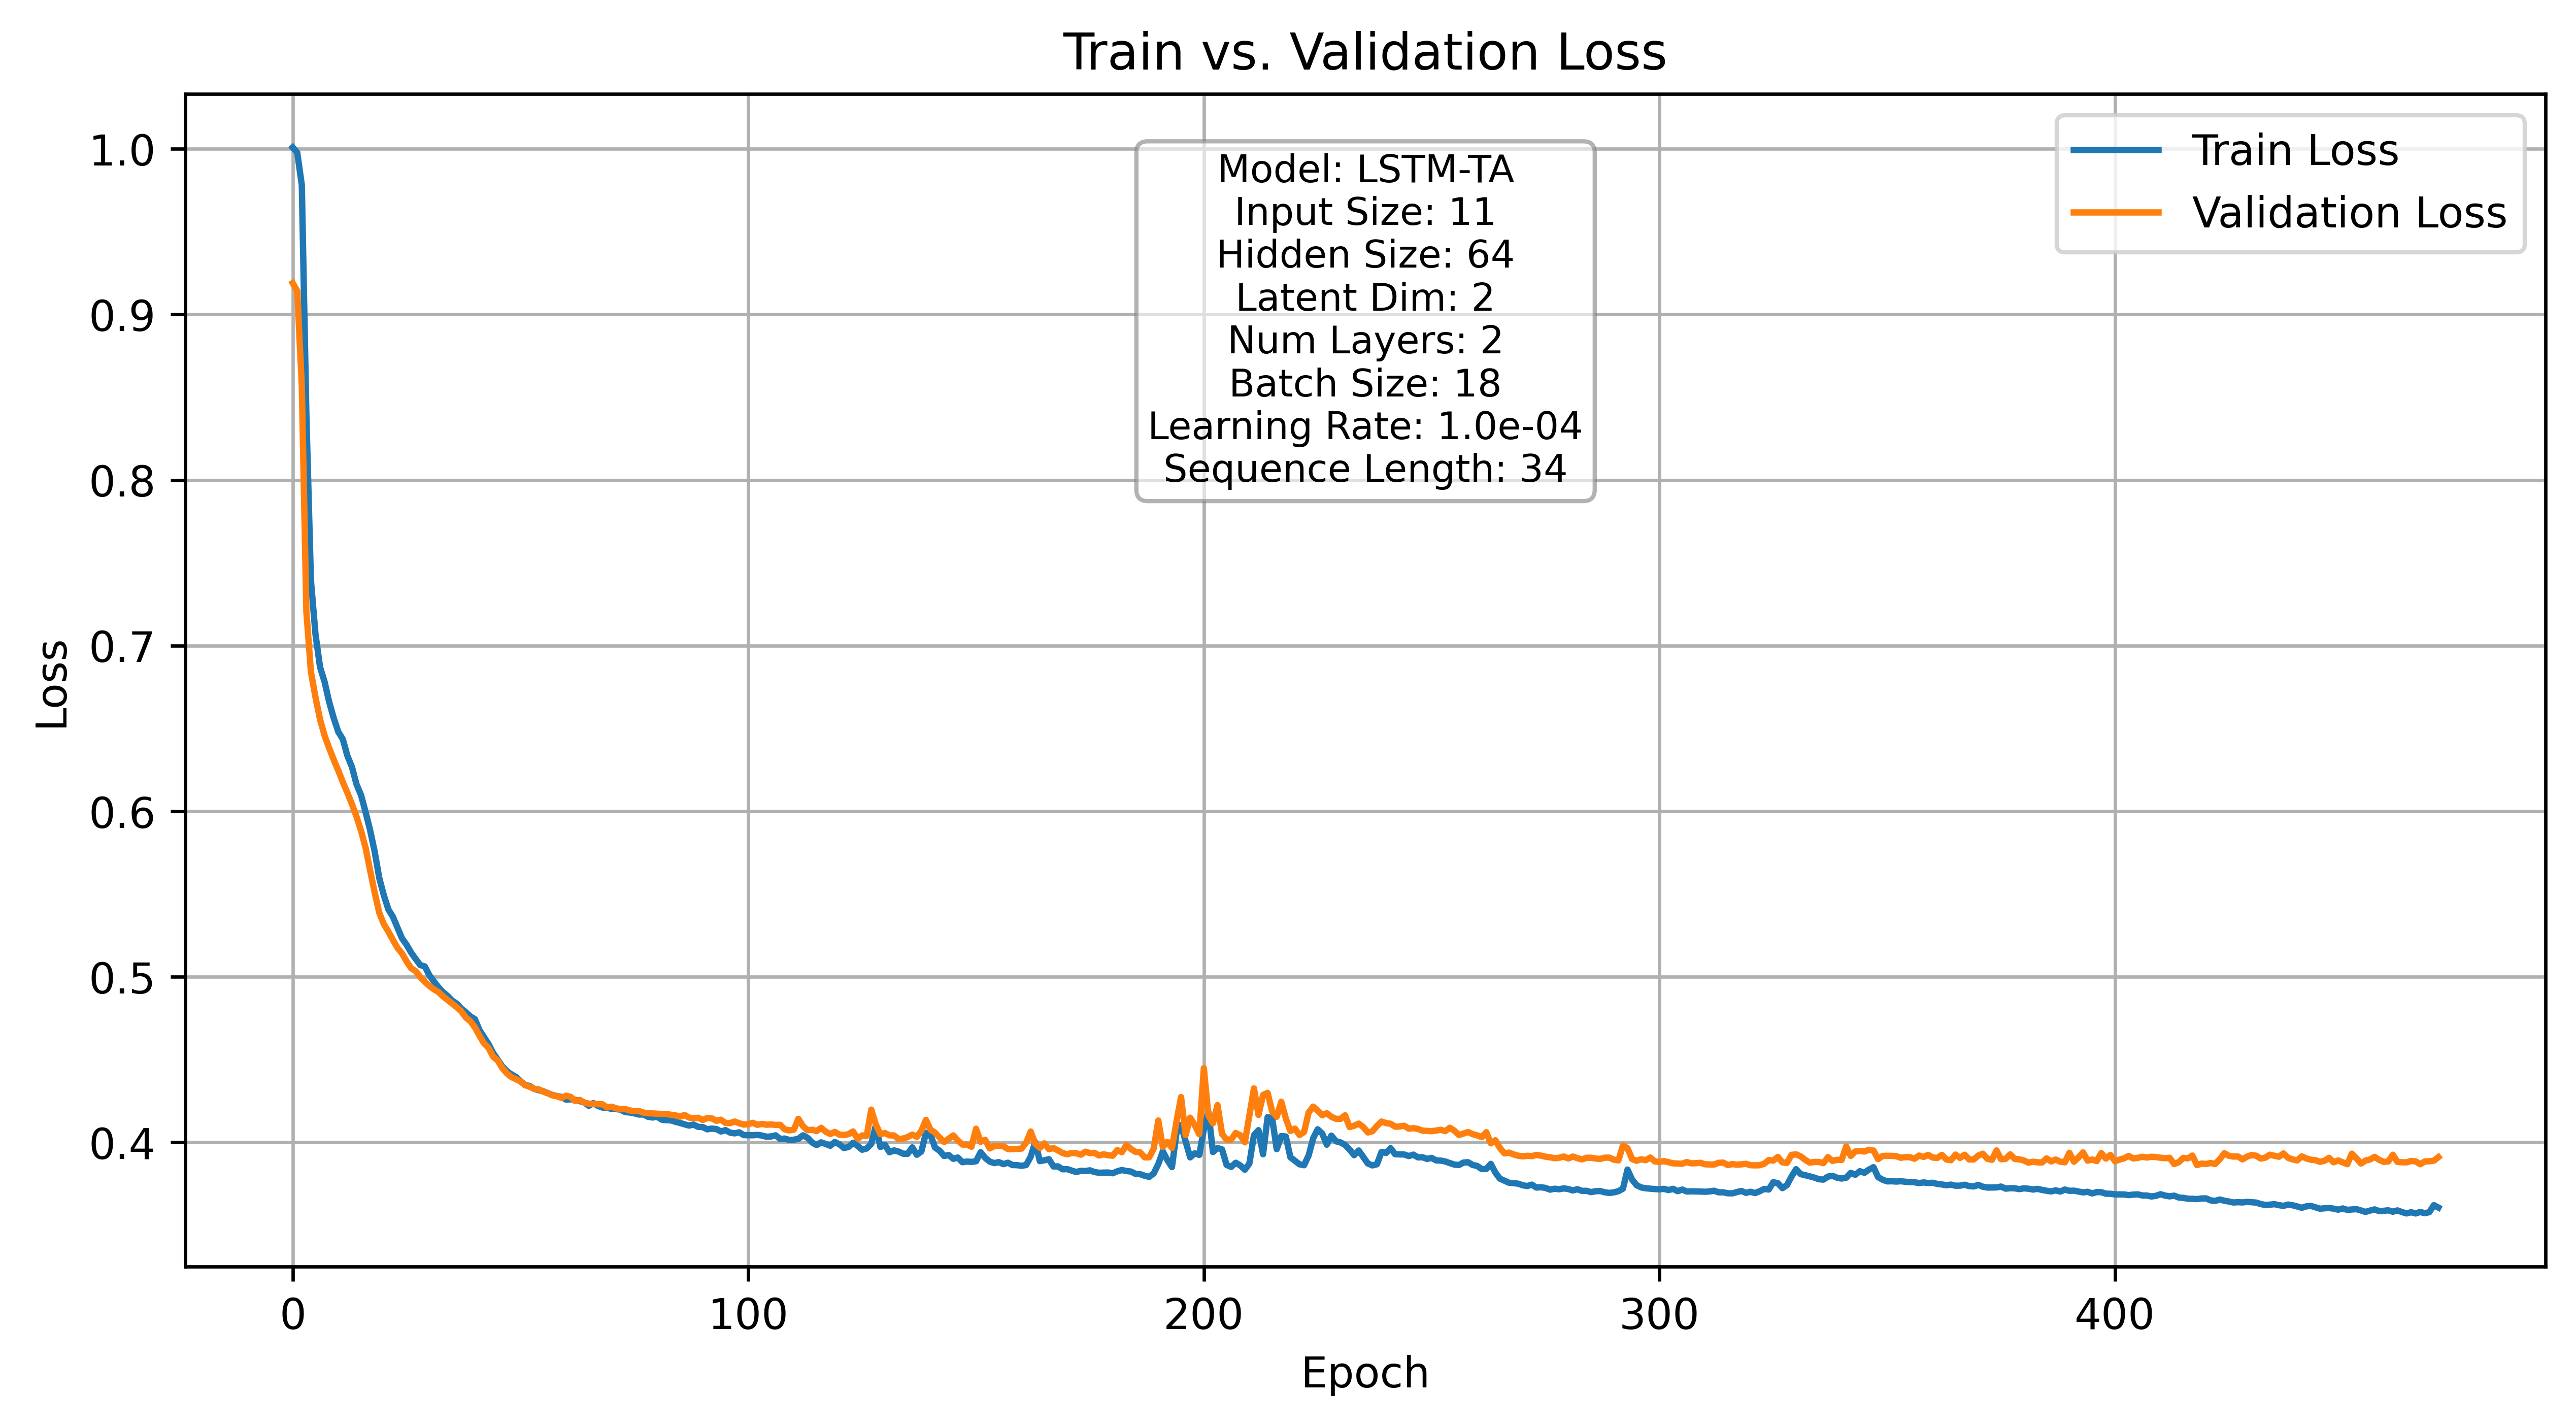 Train vs. Validation Loss
Model: LSTM-TA
Input Size: 11
Hidden Size: 64
Latent Dim: 2
Num Layers: 2
Batch Size: 18
Learning Rate: 1.0e-04
Sequence Length: 34
Train Loss
Validation Loss
Loss
1.0
0.9
0.8
0.7
0.6
0.5
0.4
0
100
200
300
400
Epoch